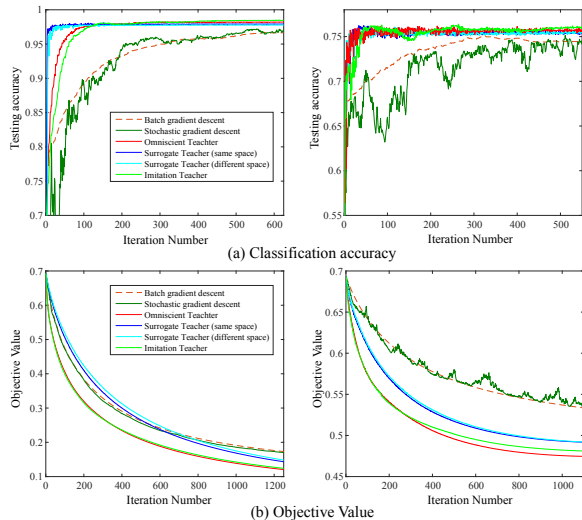 1
0.95
0.9
0.85
0.8
0.75
0.7
Testing accuracy
Batch gradient descent
Stochastic gradient descent
Omniscient Teachter
Surrogate Teacher (same space)
Surrogate Teacher (different space)
Imitation Teacher
0 100 200 300 400 500 600
Iteration Number
0.75
0.7
0.65
0.6
0.55
Testing accuracy
0 100 200 300 400 500
Iteration Number
(a) Classification accuracy
0.7
0.6
0.5
0.4
0.3
0.2
0.1
Objective Value
Batch gradient descent
Stochastic gradient descent
Omniscient Teachter
Surrogate Teacher (same space)
Surrogate Teacher (different space)
Imitation Teacher
0 200 400 600 800 1000 1200
Iteration Number
0.7
0.65
0.6
0.55
0.5
0.45
Objective Value
0 200 400 600 800 1000
Iteration Number
(b) Objective Value